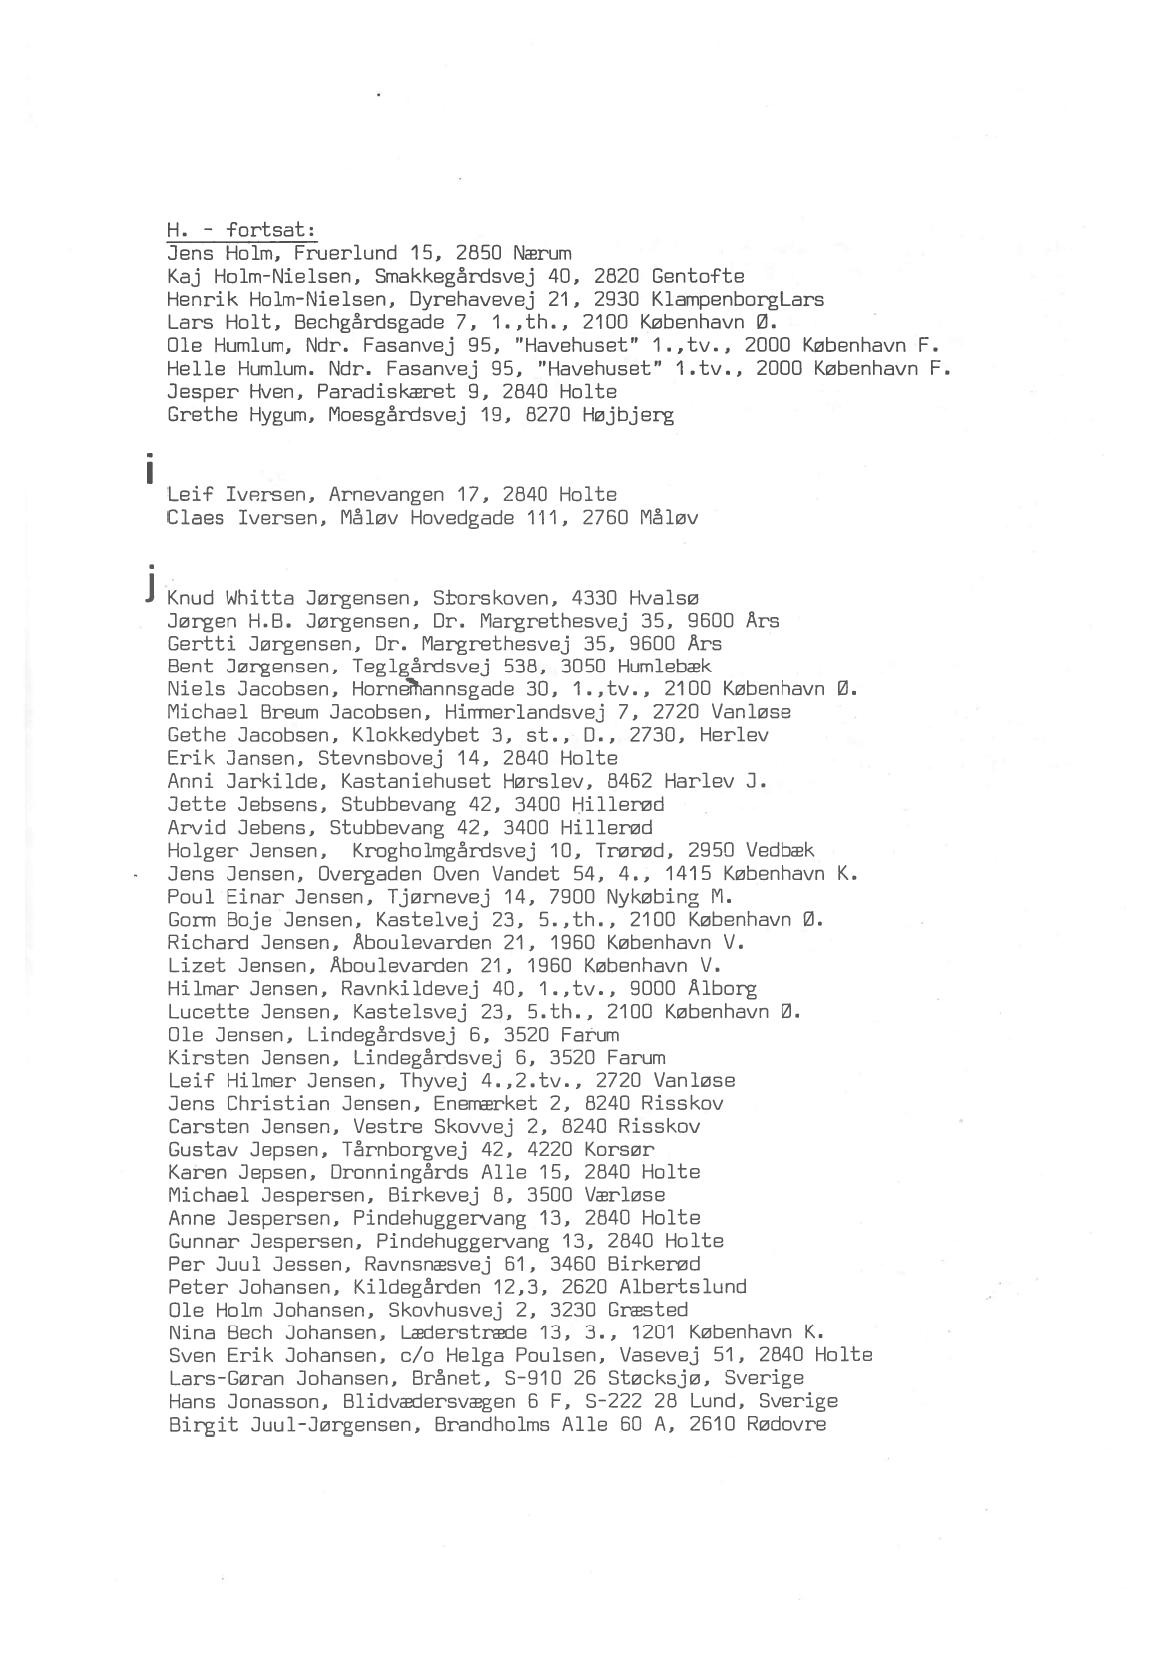 H. - fortsat:
Jens Holm, Fruerlund 15, 2850 Nærum
Kaj Holm-Nielsen, Smakkegårdsvej 40, 2820 Gentofte
Henrik Holm-Nielsen, Dyrehavevej 21, 2930 KlampenborgLars
Lars Holt, Bechgårdsgade 7, 1.,th., 2100 København Ø.
Ole Humlum, Ndr. Fasanvej 95, "Havehuset" 1.,tv., 2000 København F.
Helle Humlum. Ndr. Fasanvej 95, "Havehuset" 1.tv., 2000 København F.
Jesper Hven, Paradiskæret 9, 2840 Holte
Grethe Hygum, Moesgårdsvej 19, 8270 Højbjerg
i
Leif Iversen, Arnevangen 17, 2840 Holte
Claes Iversen, Måløv Hovedgade 111, 2760 Måløv
j
Knud Whitta Jørgensen, Storskoven, 4330 Hvalsø
Jørgen H.B. Jørgensen, Dr. Margrethesvej 35, 9600 Års
Gertti Jørgensen, Dr. Margrethesvej 35, 9600 Års
Bent Jørgensen, Teglgårdsvej 538, 3050 Humlebæk
Niels Jacobsen, Hornemannsgade 30, 1.,tv., 2100 København Ø.
Michael Breum Jacobsen, Himmerlandsvej 7, 2720 Vanløse
Gethe Jacobsen, Klokkedybet 3, st., D., 2730, Herlev
Erik Jansen, Stevnsbovej 14, 2840 Holte
Anni Jarkilde, Kastaniehuset Hørslev, 8462 Harlev J.
Jette Jebsens, Stubbevang 42, 3400 Hillerød
Arvid Jebens, Stubbevang 42, 3400 Hillerød
Holger Jensen,  Krogholmgårdsvej 10, Trørød, 2950 Vedbæk
Jens Jensen, Overgaden Oven Vandet 54, 4., 1415 København K.
Poul Einar Jensen, Tjørnevej 14, 7900 Nykøbing M.
Gorm Boje Jensen, Kastelvej 23, 5.,th., 2100 København Ø.
Richard Jensen, Åboulevarden 21, 1960 København V.
Lizet Jensen, Åboulevarden 21, 1960 København V.
Hilmar Jensen, Ravnkildevej 40, 1.,tv., 9000 Ålborg
Lucette Jensen, Kastelsvej 23, 5.th., 2100 København Ø.
Ole Jensen, Lindegårdsvej 6, 3520 Farum
Kirsten Jensen, Lindegårdsvej 6, 3520 Farum
Leif Hilmer Jensen, Thyvej 4.,2.tv., 2720 Vanløse
Jens Christian Jensen, Enemærket 2, 8240 Risskov
Carsten Jensen, Vestre Skovvej 2, 8240 Risskov
Gustav Jepsen, Tårnborgvej 42, 4220 Korsør
Karen Jepsen, Dronningårds Alle 15, 2840 Holte
Michael Jespersen, Birkevej 8, 3500 Værløse
Anne Jespersen, Pindehuggervang 13, 2840 Holte
Gunnar Jespersen, Pindehuggervang 13, 2840 Holte
Per Juul Jessen, Ravnsnæsvej 61, 3460 Birkerød
Peter Johansen, Kildegården 12,3, 2620 Albertslund
Ole Holm Johansen, Skovhusvej 2, 3230 Græsted
Nina Bech Johansen, Læderstræde 13, 3., 1201 København K.
Sven Erik Johansen, c/o Helga Poulsen, Vasevej 51, 2840 Holte
Lars-Gøran Johansen, Brånet, S-910 26 Støcksjø, Sverige
Hans Jonasson, Blidvædersvægen 6 F, S-222 28 Lund, Sverige
Birgit Juul-Jørgensen, Brandholms Alle 60 A, 2610 Rødovre